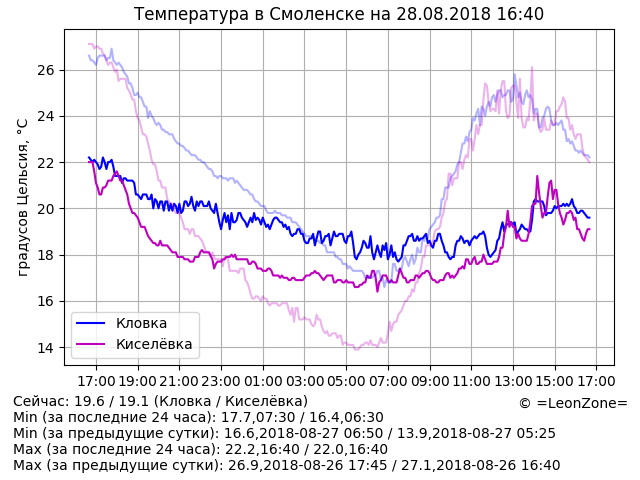 Температура в Смоленске на 28.08.2018 16:40
градусов Цельсия, °C
26
24
22
20
18
16
14
Кловка
Киселёвка
17:00 19:00 21:00 23:00 01:00 03:00 05:00 07:00 09:00 11:00 13:00 15:00 17:00
Сейчас: 19.6 / 19.1 (Кловка / Киселёвка)
© =LeonZone=
Min (за последние 24 часа): 17.7,07:30 / 16.4,06:30
Min (за предыдущие сутки): 16.6,2018-08-27 06:50 / 13.9,2018-08-27 05:25
Max (за последние 24 часа): 22.2,16:40 / 22.0,16:40
Max (за предыдущие сутки): 26.9,2018-08-26 17:45 / 27.1,2018-08-26 16:40